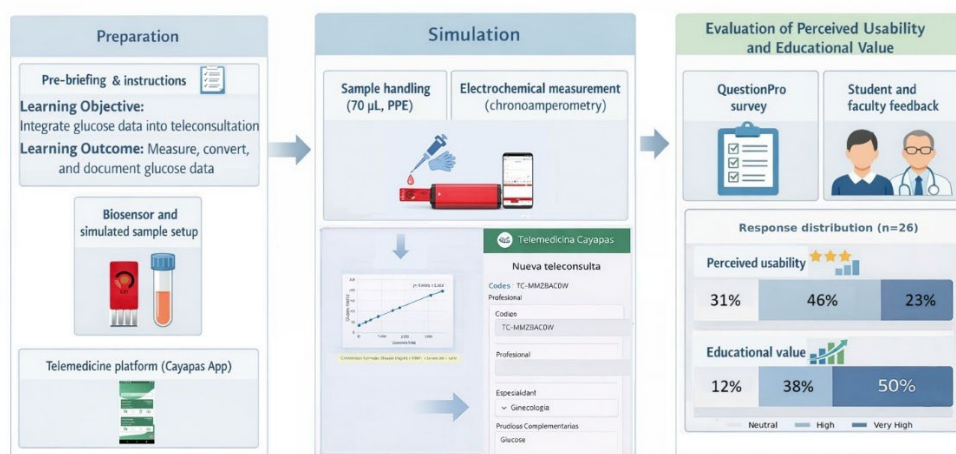 Preparation
Pre-briefing & instructions
Learning Objective:
Integrate glucose data into teleconsultation
Learning Outcome: Measure, convert,
and document glucose data
Biosensor and
simulated sample setup
Telemedicine platform (Cayapas App)
Simulation
Sample handling
(70 µL, PPE)
Electrochemical measurement
(chronoamperometry)
Telemedicina Cayapas
Nueva teleconsulta
Codes : TC-MMZBACDW
Profesional
Codige
TC-MMZBACOW
Profesional
Espesialdant
Ginecologia
Prudioss Complementarias
Glucose
Evaluation of Perceived Usability
and Educational Value
QuestionPro
survey
Student and
faculty feedback
Response distribution (n=26)
Perceived usability
31% 46% 23%
Educational value
12% 38% 50%
Neutral High Very High